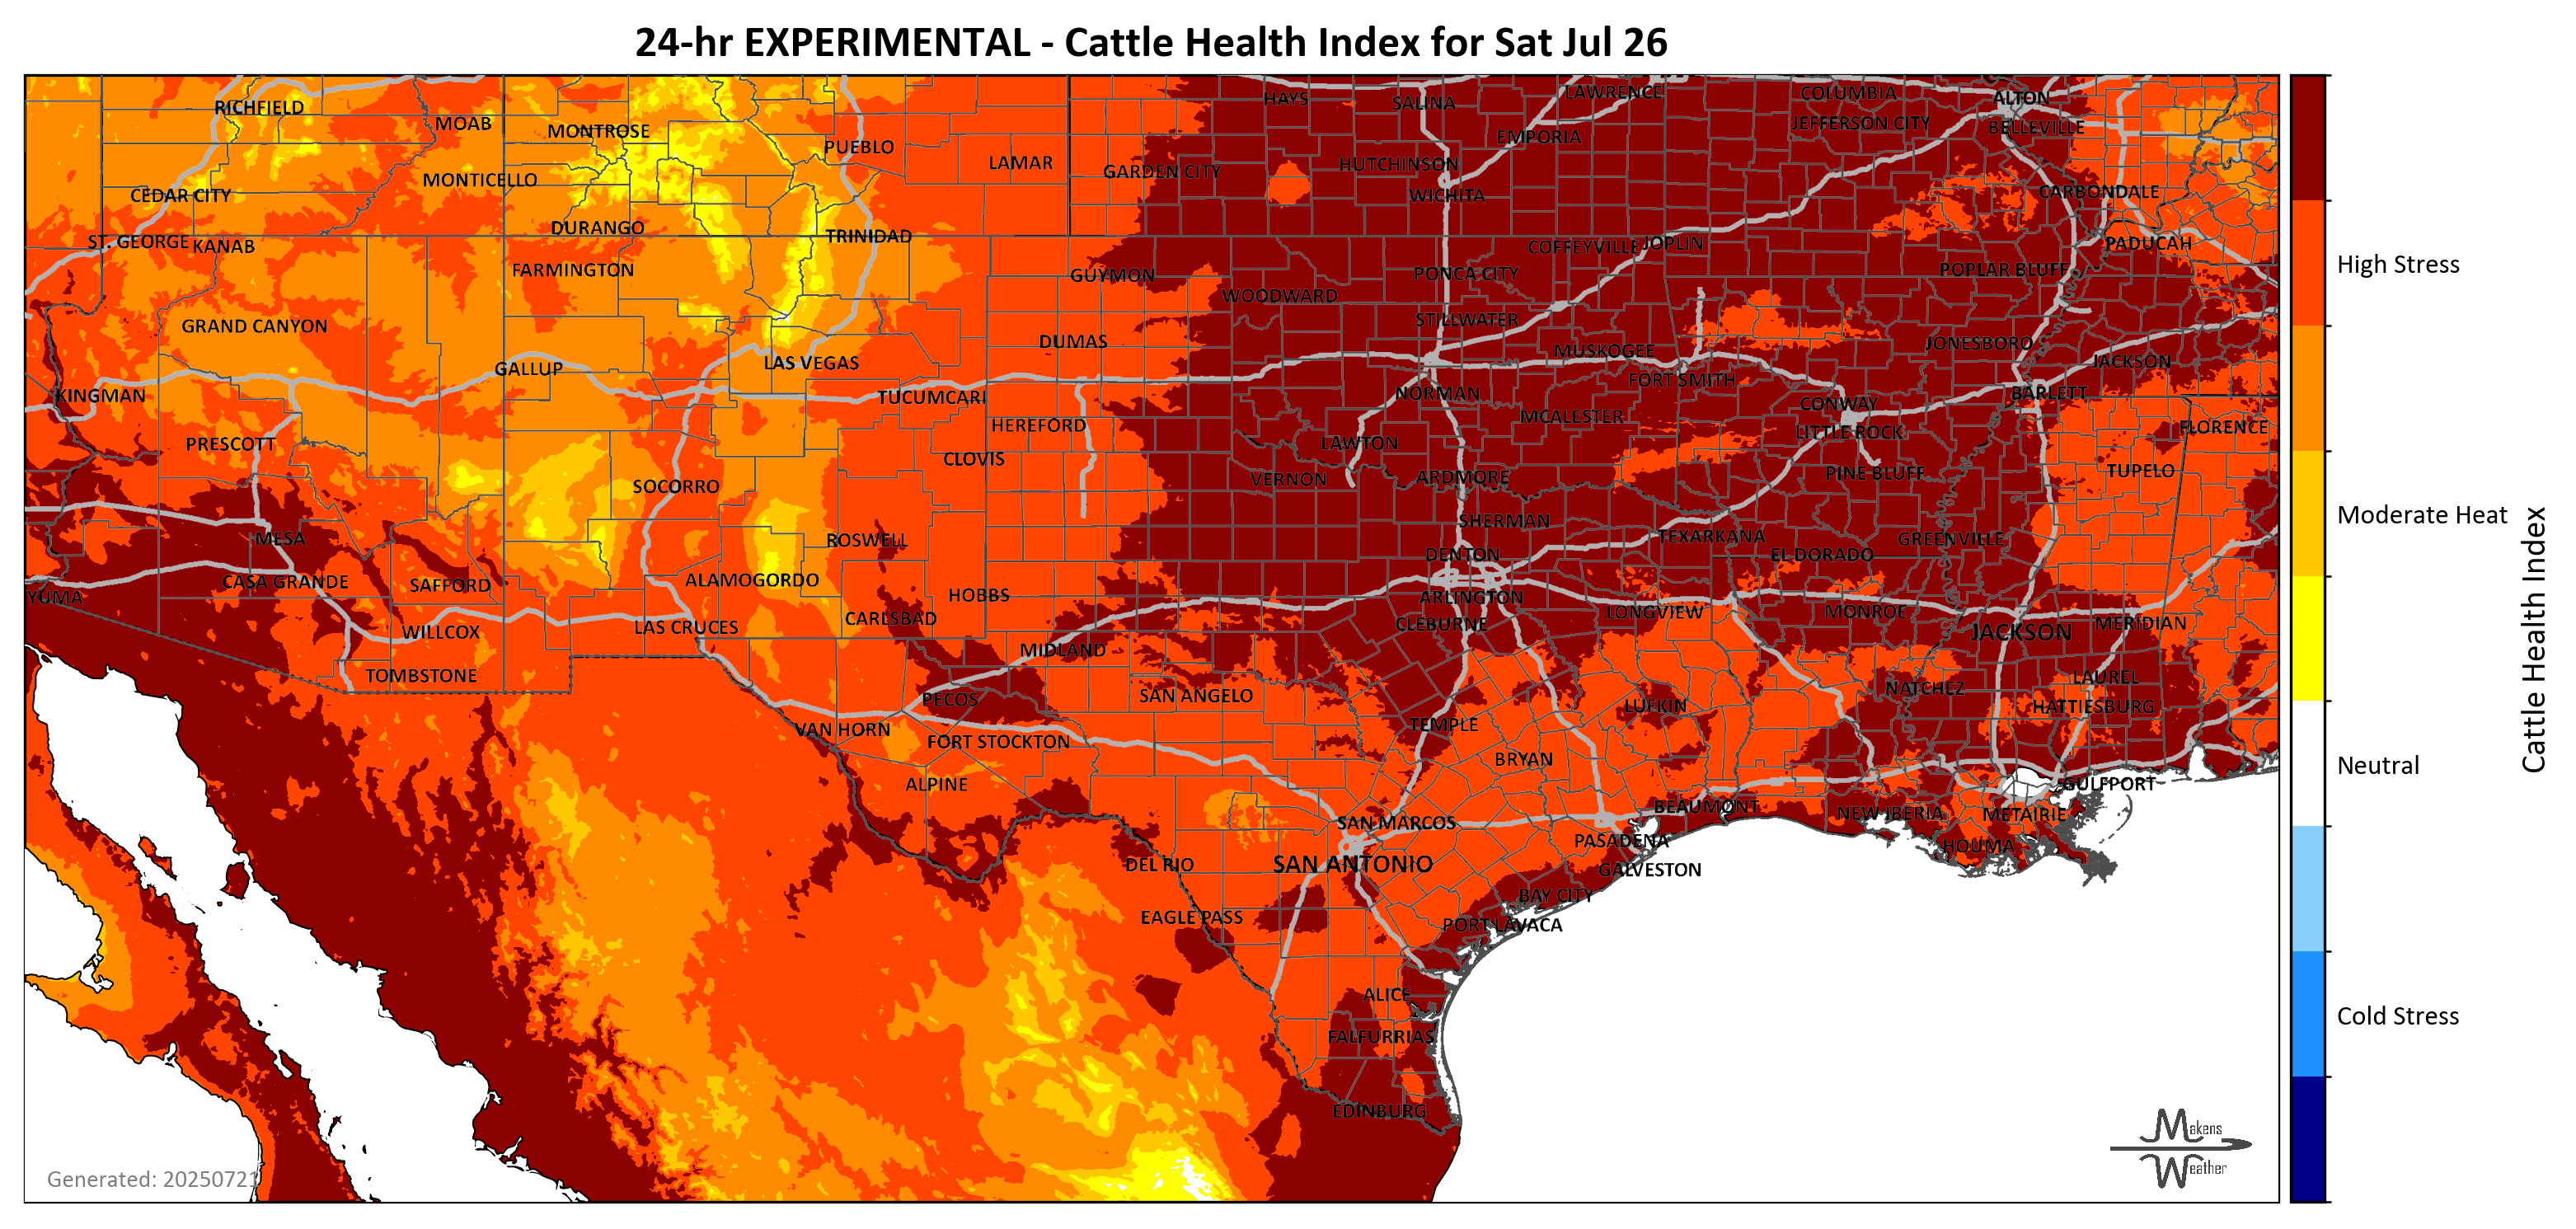 24-hr EXPERIMENTAL - Cattle Health Index for Sat Jul 26
RICHFIELD
MOAB
MONTROSE
PUEBLO
LAMAR
GARDEN CITY
HAYS
SALINA
LAWRENCE
EMPORIA
COLUMBIA
JEFFERSON CITY
ALTON
BELLEVILLE
HUTCHINSON
WICHITA
CEDAR CITY
MONTICELLO
CARBONDALE
ST. GEORGE
KANAB
DURANGO
TRINIDAD
COFFEYVILLE
JOPLIN
PADUCAH
High Stress
FARMINGTON
GUYMON
PONCA CITY
POPLAR BLUFF
WOODWARD
GRAND CANYON
STILLWATER
DUMAS
MUSKOGEE
JONESBORO
JACKSON
GALLUP
LAS VEGAS
FORT SMITH
KINGMAN
TUCUMCARI
NORMAN
BARLETT
CONWAY
HEREFORD
MCALESTER
LITTLE ROCK
FLORENCE
PRESCOTT
LAWTON
CLOVIS
TUPELO
SOCORRO
VERNON
ARDMORE
PINE BLUFF
Moderate Heat
SHERMAN
MESA
ROSWELL
TEXARKANA
GREENVILLE
DENTON
EL DORADO
CASA GRANDE
SAFFORD
ALAMOGORDO
YUMA
HOBBS
ARLINGTON
CARLSBAD
LONGVIEW
MONROE
CLEBURNE
WILLCOX
LAS CRUCES
JACKSON
MERIDIAN
MIDLAND
TOMBSTONE
LAUREL
PECOS
SAN ANGELO
NATCHEZ
LUFKIN
HATTIESBURG
VAN HORN
FORT STOCKTON
TEMPLE
BRYAN
Neutral
Cattle Health Index
ALPINE
GULFPORT
BEAUMONT
NEW IBERIA
METAIRIE
SAN MARCOS
PASADENA
HOUMA
DEL RIO
SAN ANTONIO
GALVESTON
BAY CITY
EAGLE PASS
PORT LAVACA
ALICE
Cold Stress
FALFURRIAS
EDINBURG
Makens
Weather
Generated: 20250721